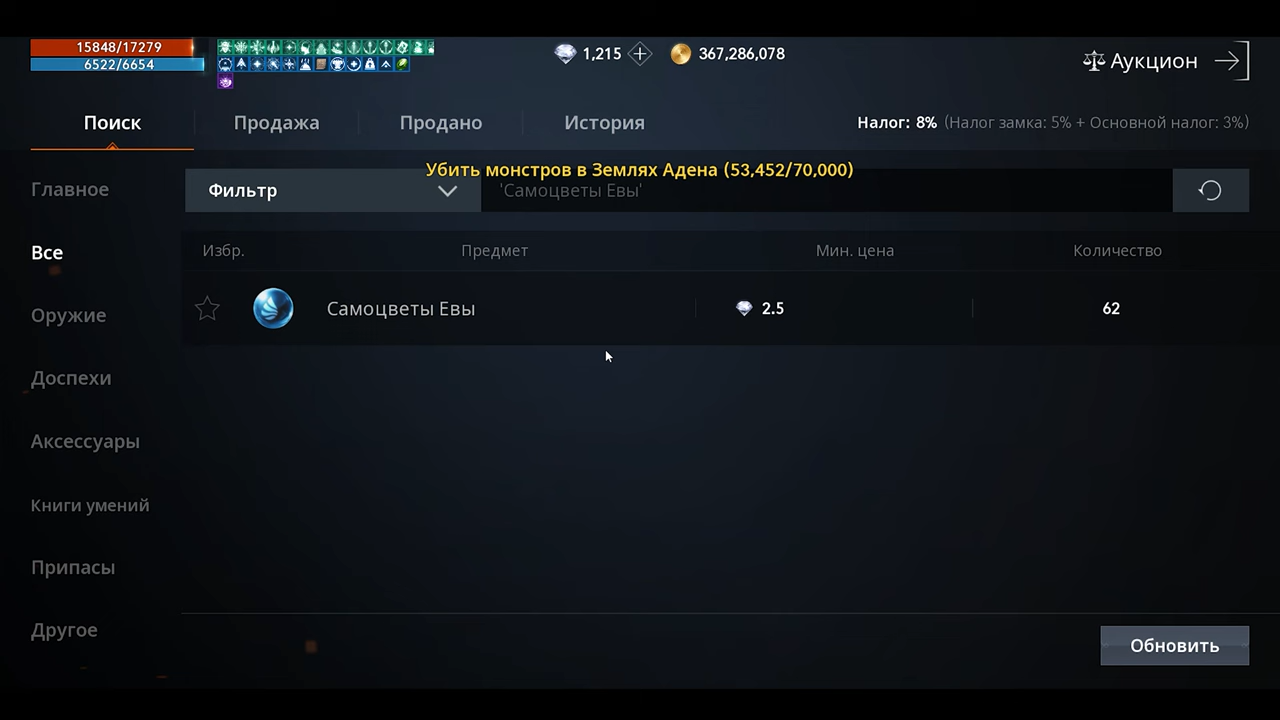 15848/17279
6522/6654
1,215
367,286,078
Аукцион
Поиск
Продажа
Продано
История
Налог: 8% (Налог замка: 5% + Основной налог: 3%)
Убить монстров в Землях Адена (53,452/70,000)
Главное
Фильтр
'Самоцветы Евы'
Все
Избр.
Предмет
Мин. цена
Количество
Самоцветы Евы
2.5
62
Оружие
Доспехи
Аксессуары
Книги умений
Припасы
Другое
Обновить